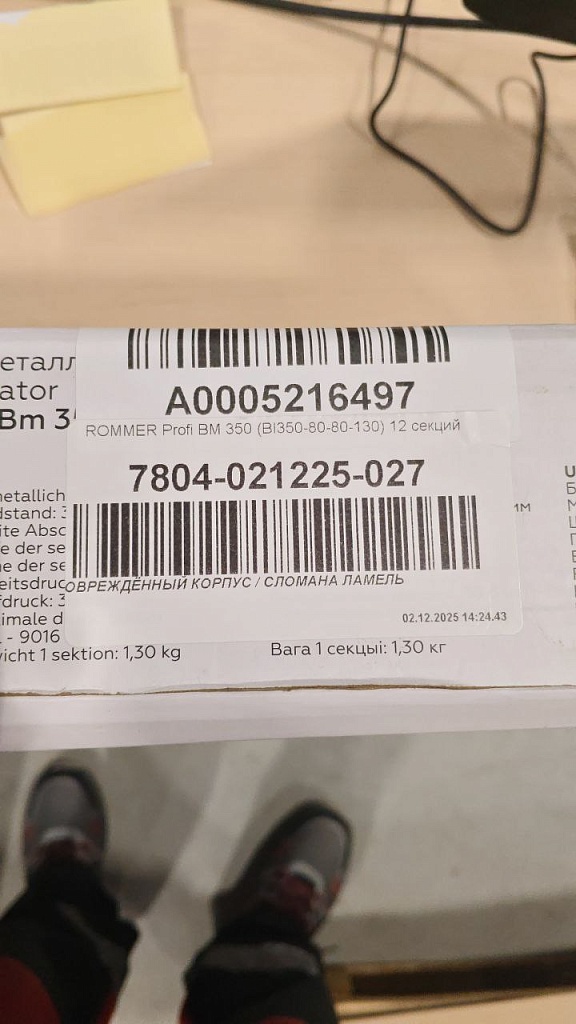 еталл
A0005216497
ator
Bm 3
ROMMER Profi BM 350 (BI350-80-80-130) 12 секций
7804-021225-027
etallich
dstand: 3
ite Absc
e der se
e der se
eitsdruc
ОВРЕЖДЁННЫЙ КОРПУС / СЛОМАНА ЛАМЕЛЬ
fdruck: 3
imale d
02.12.2025 14:24.43
- 9016
icht 1 sektion: 1,30 kg
Вага 1 секцыі: 1,30 кг
мм